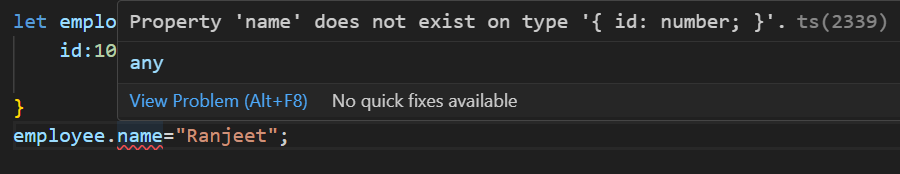 let emplo
Property 'name' does not exist on type '{ id: number; }'. ts(2339)
id:10
any
View Problem (Alt+F8) No quick fixes available
}
employee.name="Ranjeet";